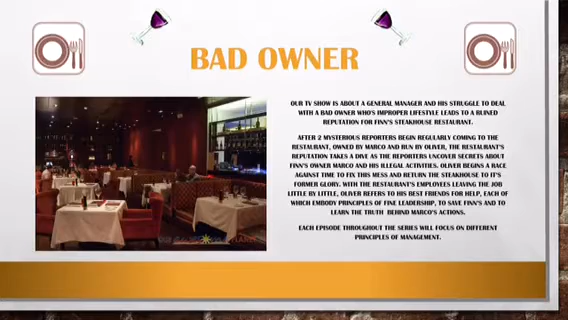 BAD OWNER
OUR TV SHOW IS ABOUT A GENERAL MANAGER AND HIS STRUGGLE TO DEAL
WITH A BAD OWNER WHO'S IMPROPER LIFESTYLE LEADS TO A RUINED
REPUTATION FOR FINN'S STEAKHOUSE RESTAURANT.
AFTER 2 MYSTERIOUS REPORTERS BEGIN REGULARLY COMING TO THE
RESTAURANT, OWNED BY MARCO AND RUN BY OLIVER, THE RESTAURANT'S
REPUTATION TAKES A DIVE AS THE REPORTERS UNCOVER SECRETS ABOUT
FINN'S OWNER MARCO AND HIS ILLEGAL ACTIVITIES. OLIVER BEGINS A RACE
AGAINST TIME TO FIX THIS MESS AND RETURN THE STEAKHOUSE TO IT'S
FORMER GLORY. WITH THE RESTAURANT'S EMPLOYEES LEAVING THE JOB
LITTLE BY LITTLE, OLIVER REFERS TO HIS BEST FRIENDS FOR HELP, EACH OF
WHICH EMBODY PRINCIPLES OF FINE LEADERSHIP, TO SAVE FINN'S AND TO
LEARN THE TRUTH BEHIND MARCO'S ACTIONS.
EACH EPISODE THROUGHOUT THE SERIES WILL FOCUS ON DIFFERENT
PRINCIPLES OF MANAGEMENT.